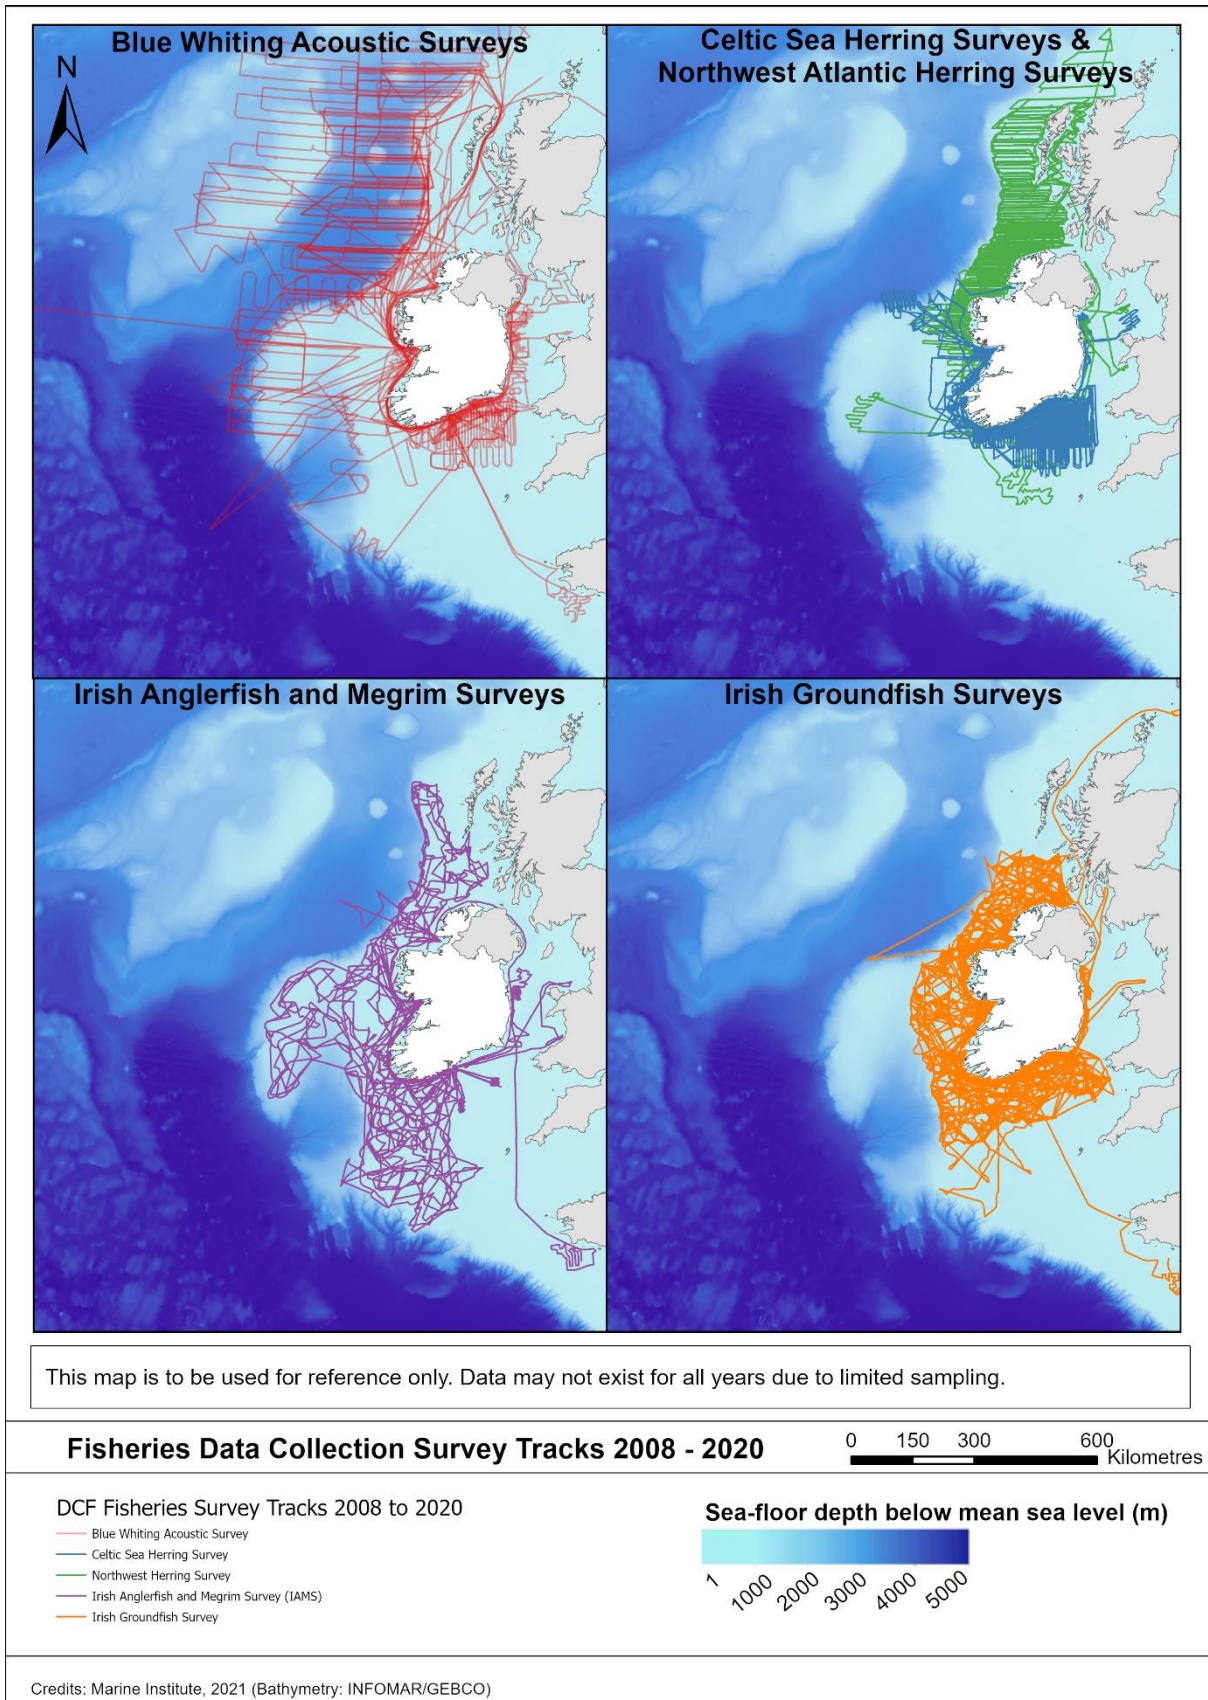 Blue Whiting Acoustic Surveys
N
Celtic Sea Herring Surveys &
Northwest Atlantic Herring Surveys
Irish Anglerfish and Megrim Surveys
Irish Groundfish Surveys
This map is to be used for reference only. Data may not exist for all years due to limited sampling.
Fisheries Data Collection Survey Tracks 2008 - 2020
0 150 300 600
Kilometres
DCF Fisheries Survey Tracks 2008 to 2020
Blue Whiting Acoustic Survey
Celtic Sea Herring Survey
Northwest Herring Survey
Irish Anglerfish and Megrim Survey (IAMS)
Irish Groundfish Survey
Sea-floor depth below mean sea level (m)
1 1000 2000 3000 4000 5000
Credits: Marine Institute, 2021 (Bathymetry: INFOMAR/GEBCO)